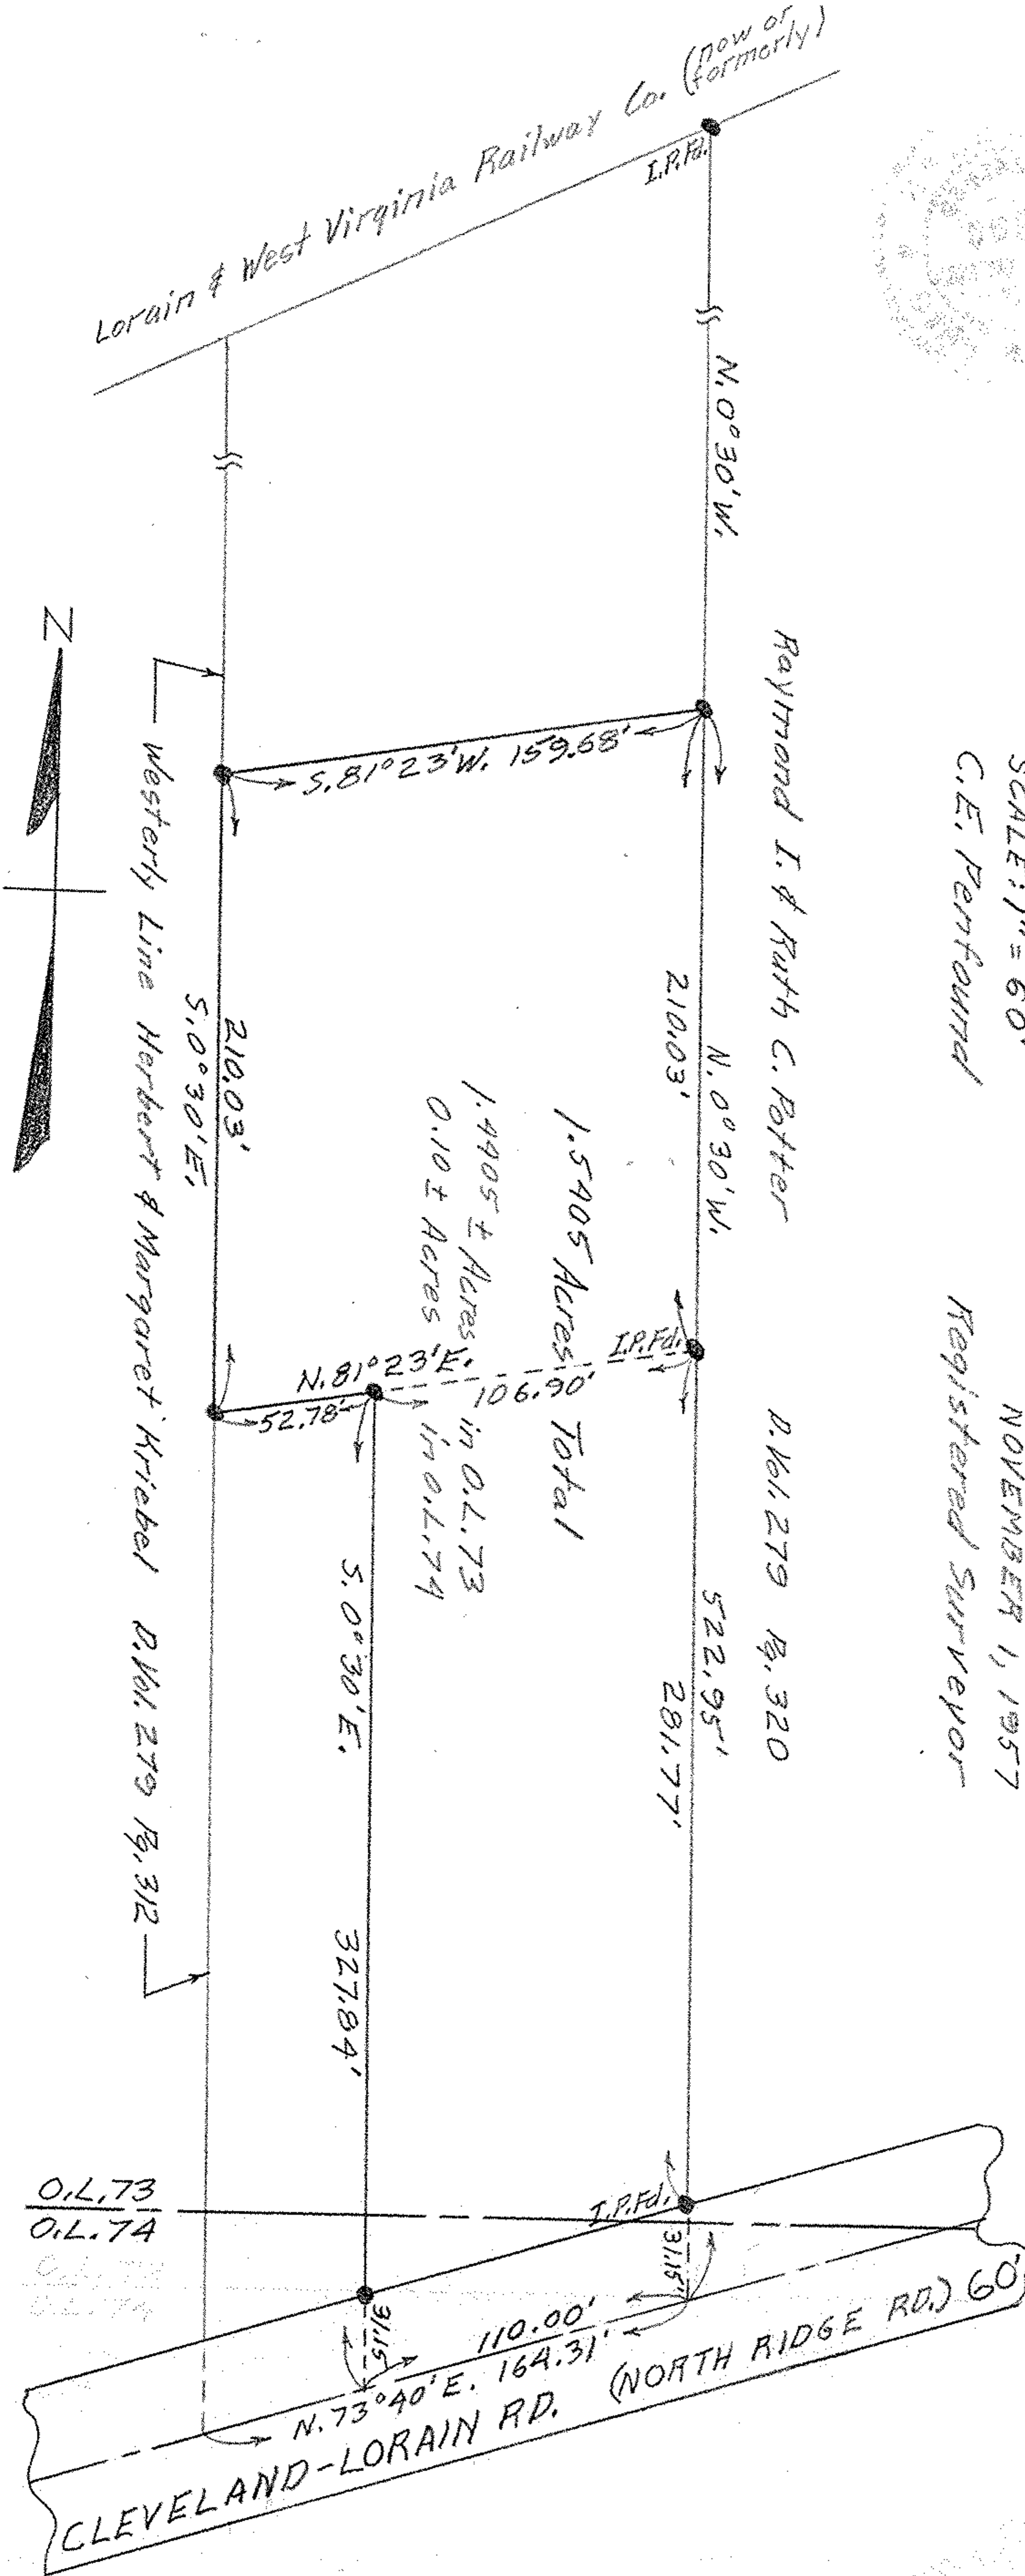 Lorain & West Virginia Railway Co. (now or formerly)
I.P.Fd.
N. 0° 30' W.
SCALE: 1" = 60'
C.E. Penfound
NOVEMBER 1, 1957
Registered Surveyor
Raymond I. & Ruth C. Potter
D. Vol. 279 Pg. 320
Z
S. 81° 23' W. 159.68'
N. 0° 30' W.
210.03'
522.95'
281.77'
210.03'
S. 0° 30' E.
1.5405 Acres Total
1.4405 ± Acres in O.L. 73
0.10 ± Acres in O.L. 74
I.P.Fd.
N. 81° 23' E.
106.90'
52.78'
S. 0° 30' E.
327.84'
Westerly Line Herbert & Margaret Kriebel D. Vol. 279 Pg. 312
O.L. 73
O.L. 74
I.P.Fd.
31.15'
31.15'
110.00'
N. 73° 40' E. 164.31'
CLEVELAND-LORAIN RD. (NORTH RIDGE RD.) 60'